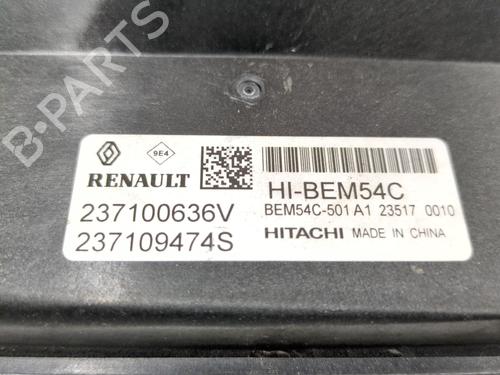 B-PARTS
9E4
RENAULT
237100636V
237109474S
HI-BEM54C
BEM54C-501 A1 23517 0010
HITACHI MADE IN CHINA